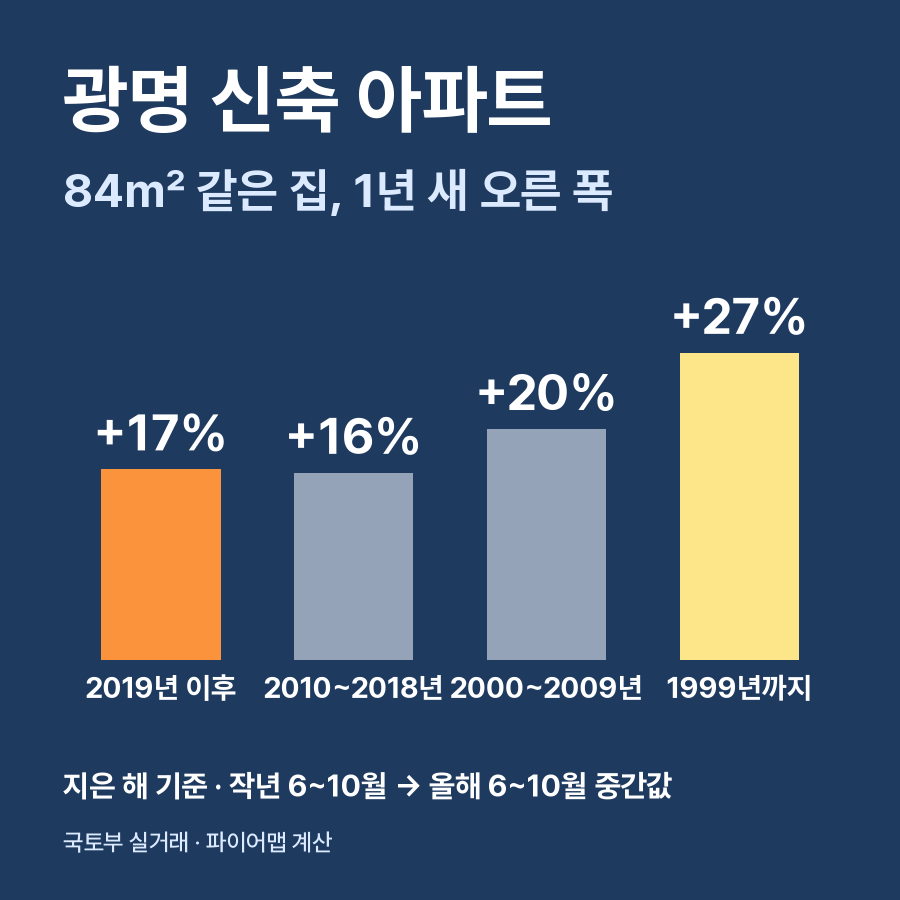 광명 신축 아파트
84m² 같은 집, 1년 새 오른 폭
+17%
+16%
+20%
+27%
2019년 이후
2010~2018년
2000~2009년
1999년까지
지은 해 기준 · 작년 6~10월 → 올해 6~10월 중간값
국토부 실거래 · 파이어맵 계산